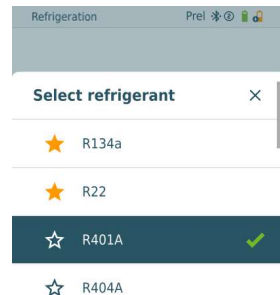 Refrigeration Prel
Select refrigerant
R134a
R22
R401A
R404A